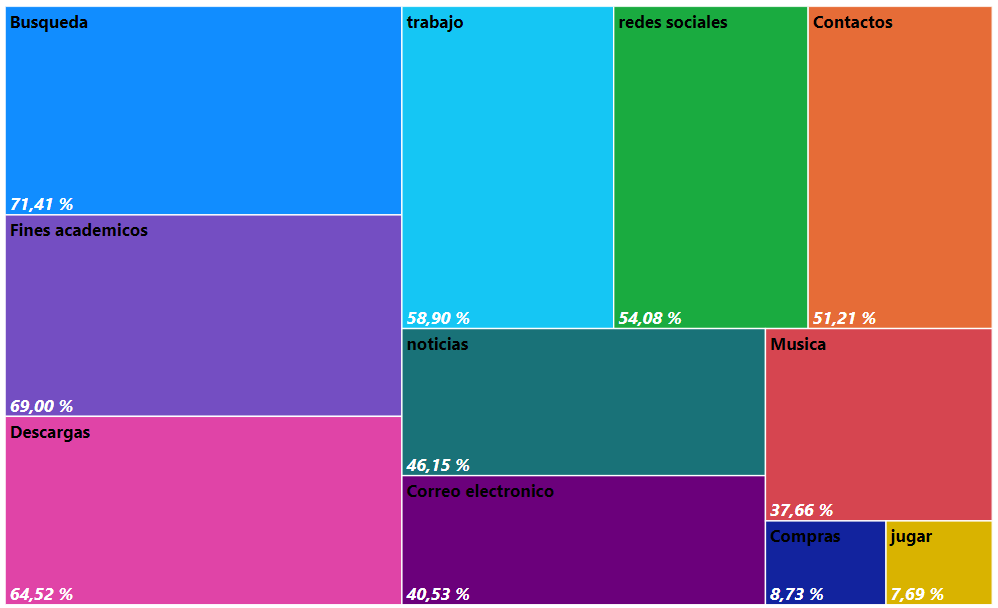 Busqueda
71,41 %
Fines academicos
69,00 %
Descargas
64,52 %
trabajo
58,90 %
redes sociales
54,08 %
Contactos
51,21 %
noticias
46,15 %
Correo electronico
40,53 %
Musica
37,66 %
Compras
8,73 %
jugar
7,69 %